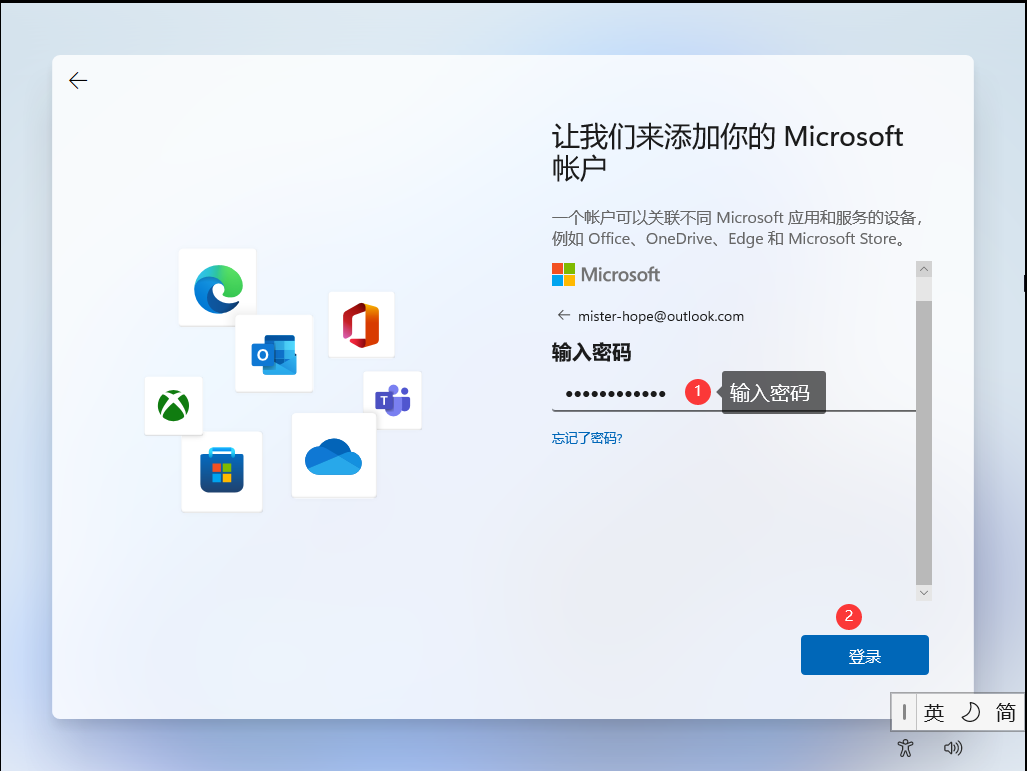 让我们来添加你的 Microsoft
帐户
一个帐户可以关联不同 Microsoft 应用和服务的设备，
例如 Office、OneDrive、Edge 和 Microsoft Store。
Microsoft
mister-hope@outlook.com
输入密码
1 输入密码
忘记了密码?
2
登录
英 简
O
T